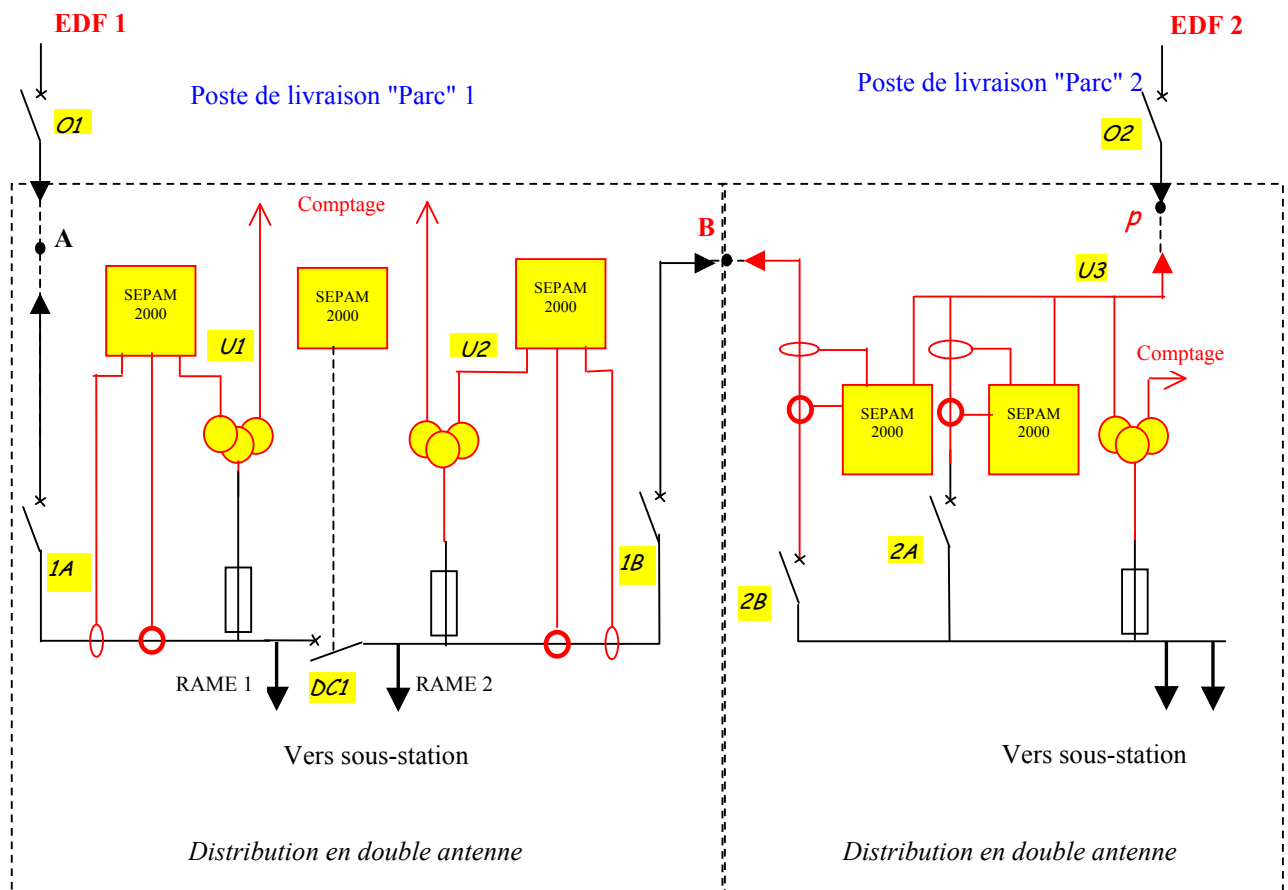 EDF 1
EDF 2
Poste de livraison "Parc" 1
Poste de livraison "Parc" 2
O1
O2
Comptage
A
B
p
SEPAM
2000
SEPAM
2000
SEPAM
2000
U1
U2
U3
Comptage
SEPAM
2000
SEPAM
2000
1A
1B
2A
2B
RAME 1
DC1
RAME 2
Vers sous-station
Vers sous-station
Distribution en double antenne
Distribution en double antenne